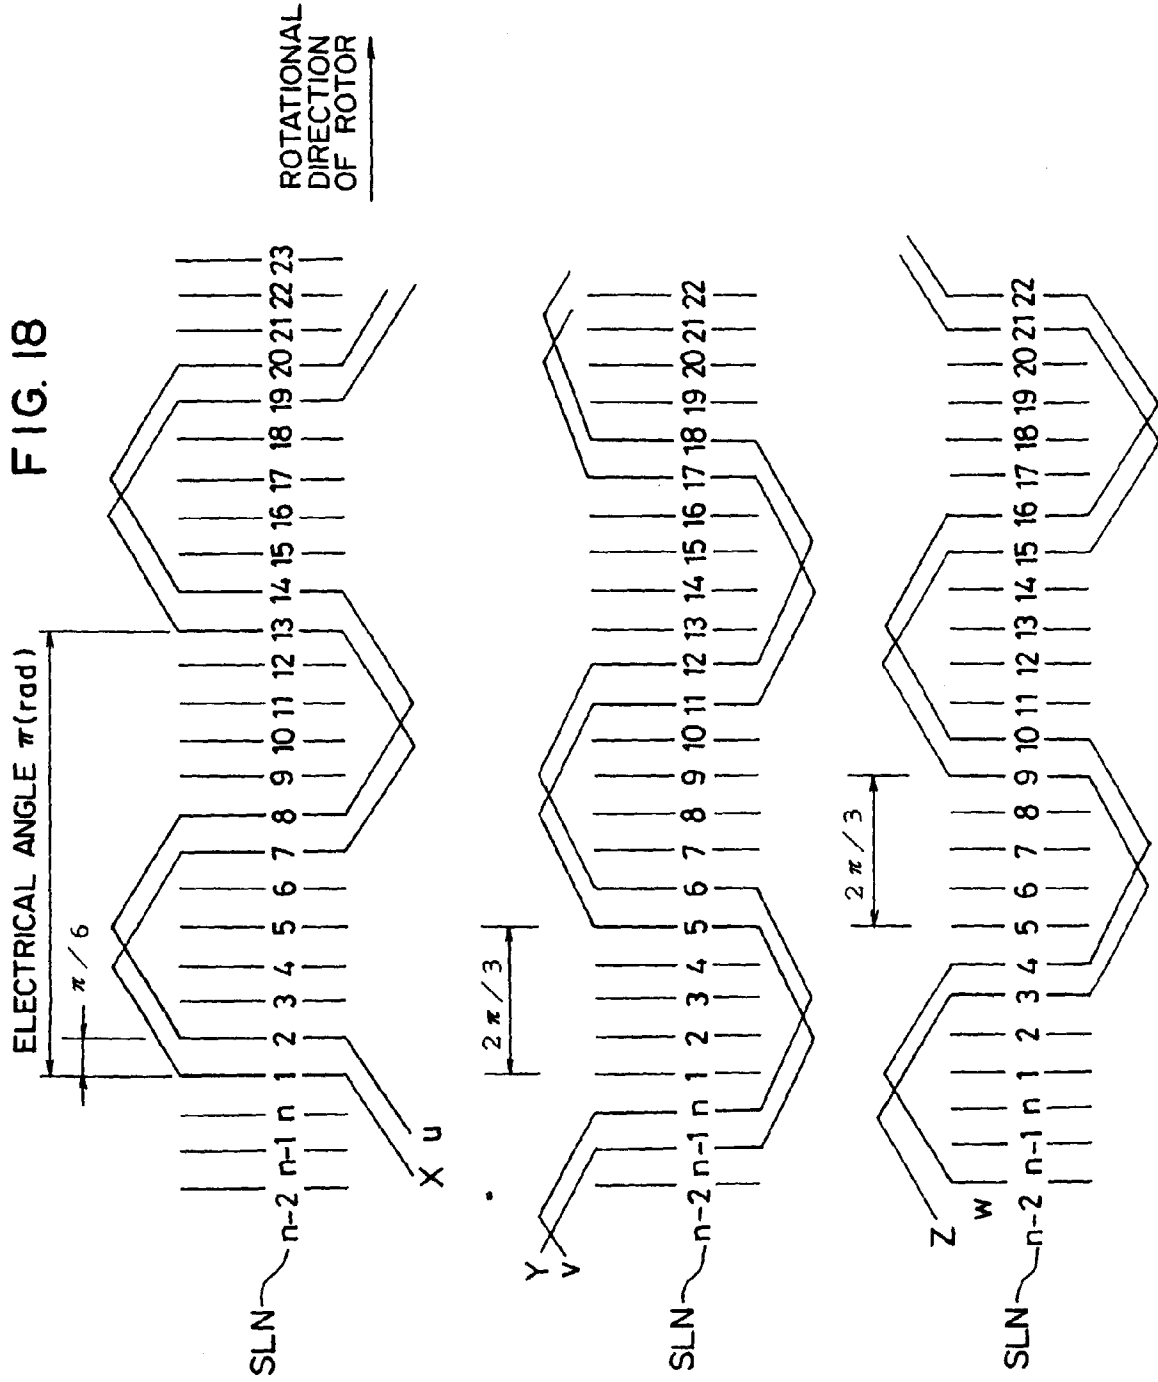 FIG. 18
ELECTRICAL ANGLE π(rad)
π/6
ROTATIONAL
DIRECTION
OF ROTOR
SLN n-2 n-1 n 1 2 3 4 5 6 7 8 9 10 11 12 13 14 15 16 17 18 19 20 21 22 23
X u
2π/3
Y
v
SLN n-2 n-1 n 1 2 3 4 5 6 7 8 9 10 11 12 13 14 15 16 17 18 19 20 21 22
2π/3
Z
w
SLN n-2 n-1 n 1 2 3 4 5 6 7 8 9 10 11 12 13 14 15 16 17 18 19 20 21 22